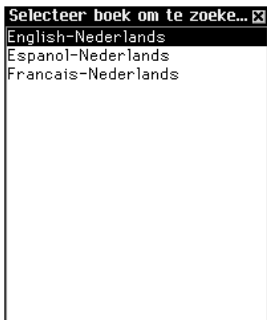 Selecteer boek om te zoeke...
English-Nederlands
Espanol-Nederlands
Francais-Nederlands